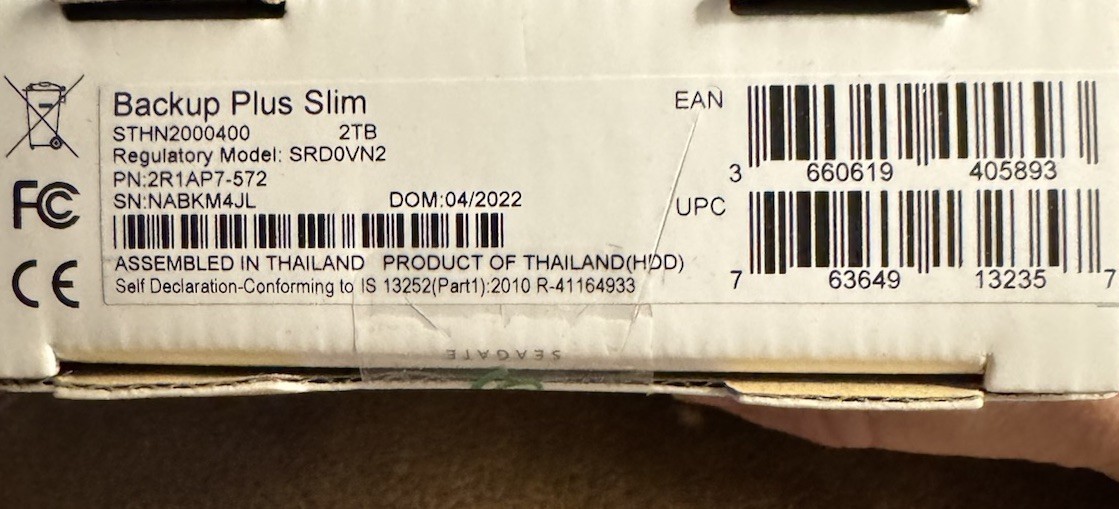 Backup Plus Slim
STHN2000400 2TB
Regulatory Model: SRD0VN2
PN:2R1AP7-572
SN:NABKM4JL DOM:04/2022
ASSEMBLED IN THAILAND PRODUCT OF THAILAND(HDD)
Self Declaration-Conforming to IS 13252(Part1):2010 R-41164933
EAN
3 660619 405893
UPC
7 63649 13235 7
FC
CE
SEAGATE